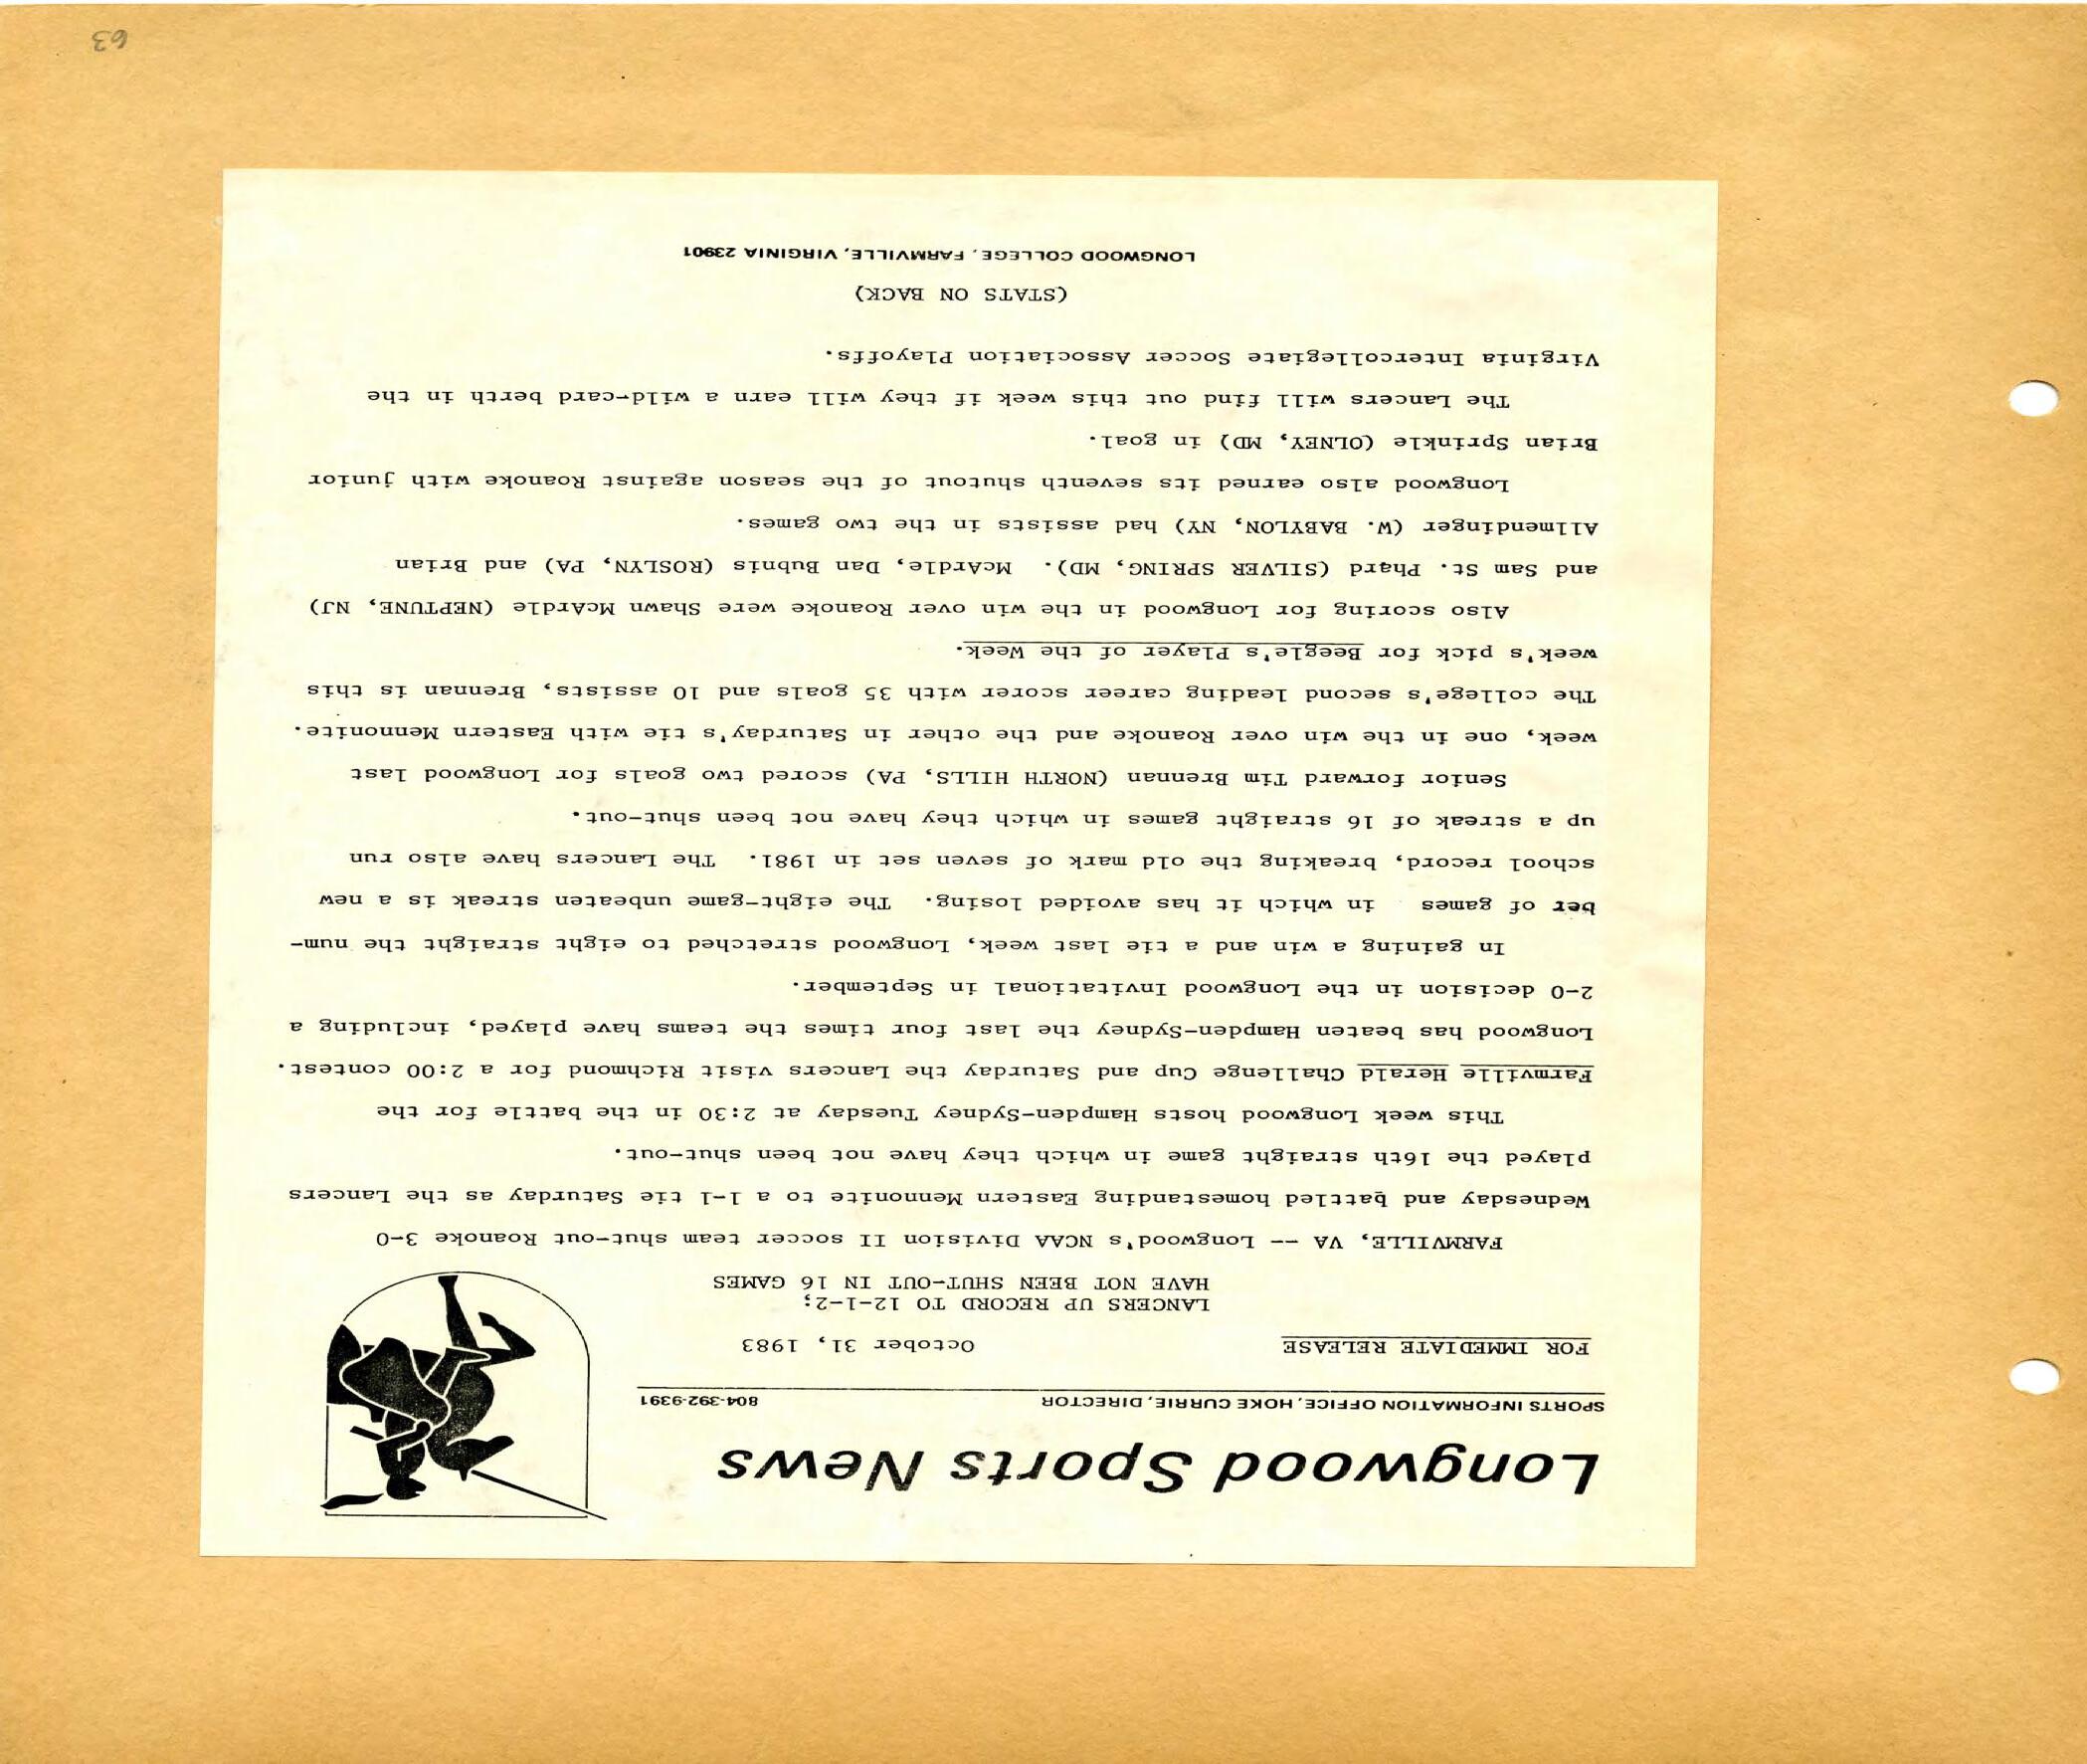 Longwood Sports News
SPORTS INFORMATION OFFICE, HOKE CURRIE, DIRECTOR 804-392-9391
FOR IMMEDIATE RELEASE October 31, 1983
LANCERS UP RECORD TO 12-1-2;
HAVE NOT BEEN SHUT-OUT IN 16 GAMES
FARMVILLE, VA -- Longwood's NCAA Division II soccer team shut-out Roanoke 3-0
Wednesday and battled homestanding Eastern Mennonite to a 1-1 tie Saturday as the Lancers
played the 16th straight game in which they have not been shut-out.
This week Longwood hosts Hampden-Sydney Tuesday at 2:30 in the battle for the
Farmville Herald Challenge Cup and Saturday the Lancers visit Richmond for a 2:00 contest.
Longwood has beaten Hampden-Sydney the last four times the teams have played, including a
2-0 decision in the Longwood Invitational in September.
In gaining a win and a tie last week, Longwood stretched to eight straight the num-
ber of games in which it has avoided losing. The eight-game unbeaten streak is a new
school record, breaking the old mark of seven set in 1981. The Lancers have also run
up a streak of 16 straight games in which they have not been shut-out.
Senior forward Tim Brennan (NORTH HILLS, PA) scored two goals for Longwood last
week, one in the win over Roanoke and the other in Saturday's tie with Eastern Mennonite.
The college's second leading career scorer with 35 goals and 10 assists, Brennan is this
week's pick for Beegle's Player of the Week.
Also scoring for Longwood in the win over Roanoke were Shawn McArdle (NEPTUNE, NJ)
and Sam St. Phard (SILVER SPRING, MD). McArdle, Dan Bubnis (ROSLYN, PA) and Brian
Allmendinger (W. BABYLON, NY) had assists in the two games.
Longwood also earned its seventh shutout of the season against Roanoke with junior
Brian Sprinkle (OLNEY, MD) in goal.
The Lancers will find out this week if they will earn a wild-card berth in the
Virginia Intercollegiate Soccer Association Playoffs.
(STATS ON BACK)
LONGWOOD COLLEGE, FARMVILLE, VIRGINIA 23901
63